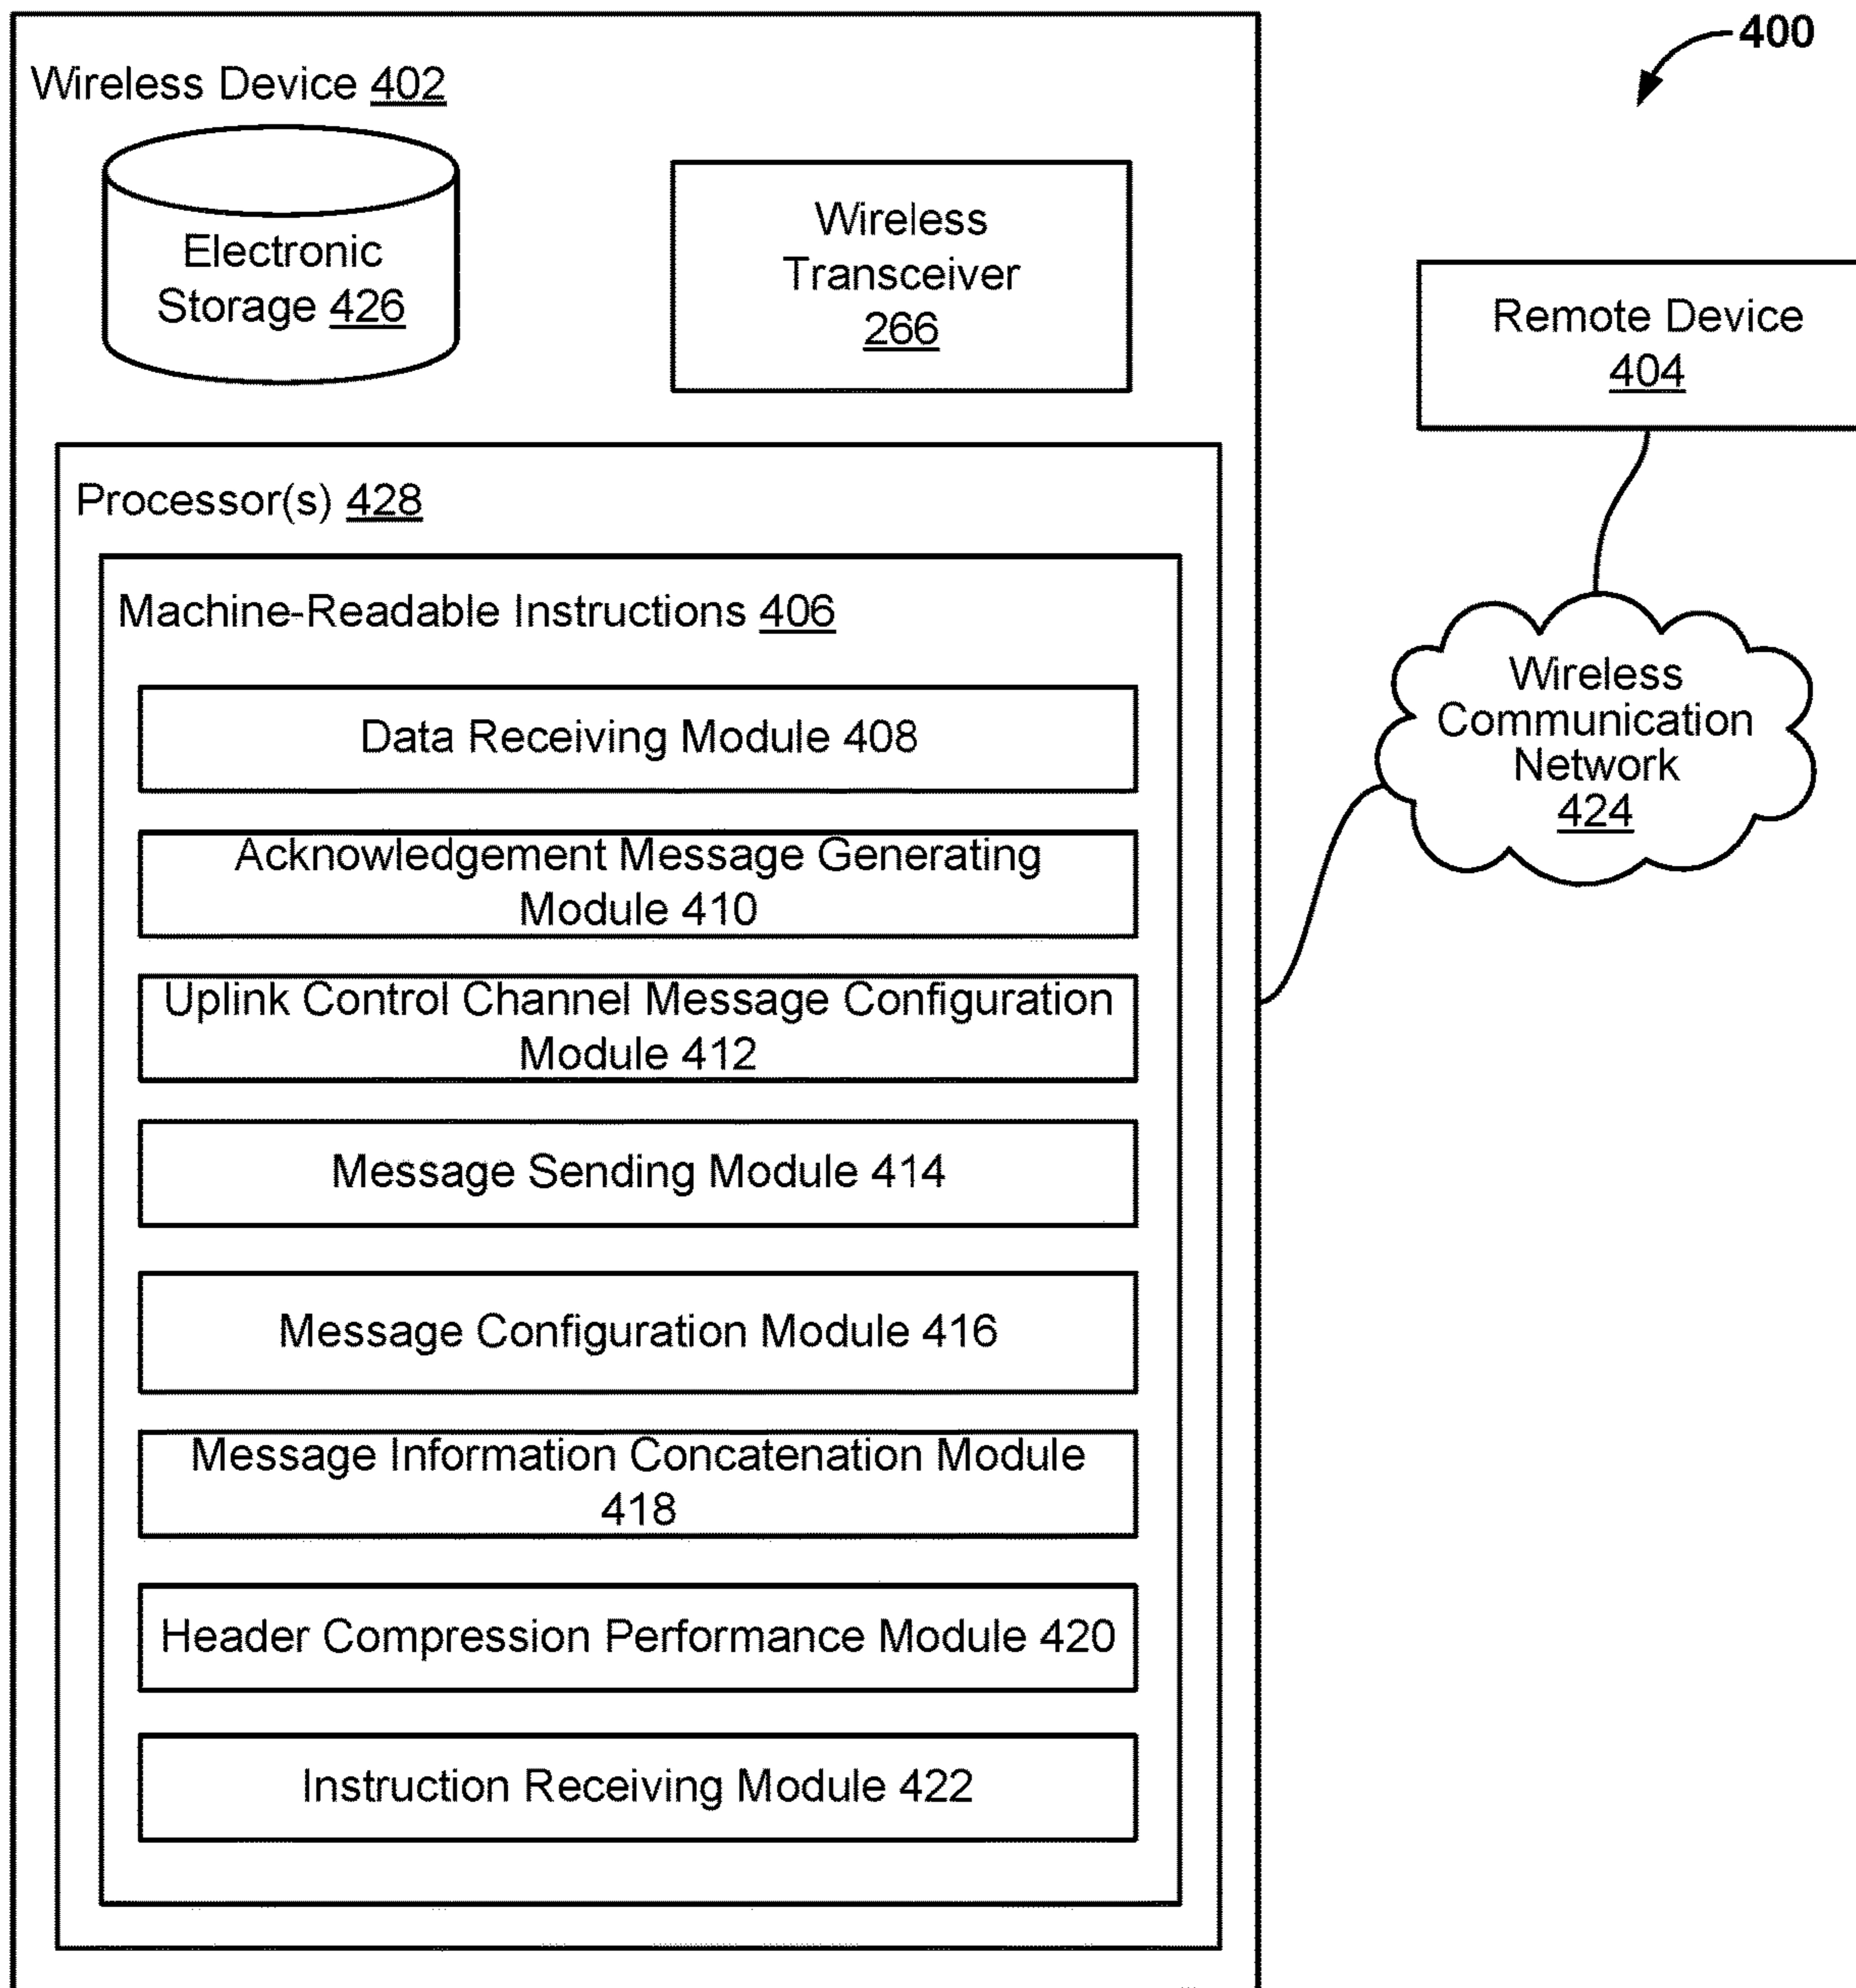 400
Wireless Device 402
Electronic
Storage 426
Wireless
Transceiver
266
Remote Device
404
Processor(s) 428
Machine-Readable Instructions 406
Data Receiving Module 408
Acknowledgement Message Generating
Module 410
Uplink Control Channel Message Configuration
Module 412
Message Sending Module 414
Message Configuration Module 416
Message Information Concatenation Module
418
Header Compression Performance Module 420
Instruction Receiving Module 422
Wireless
Communication
Network
424